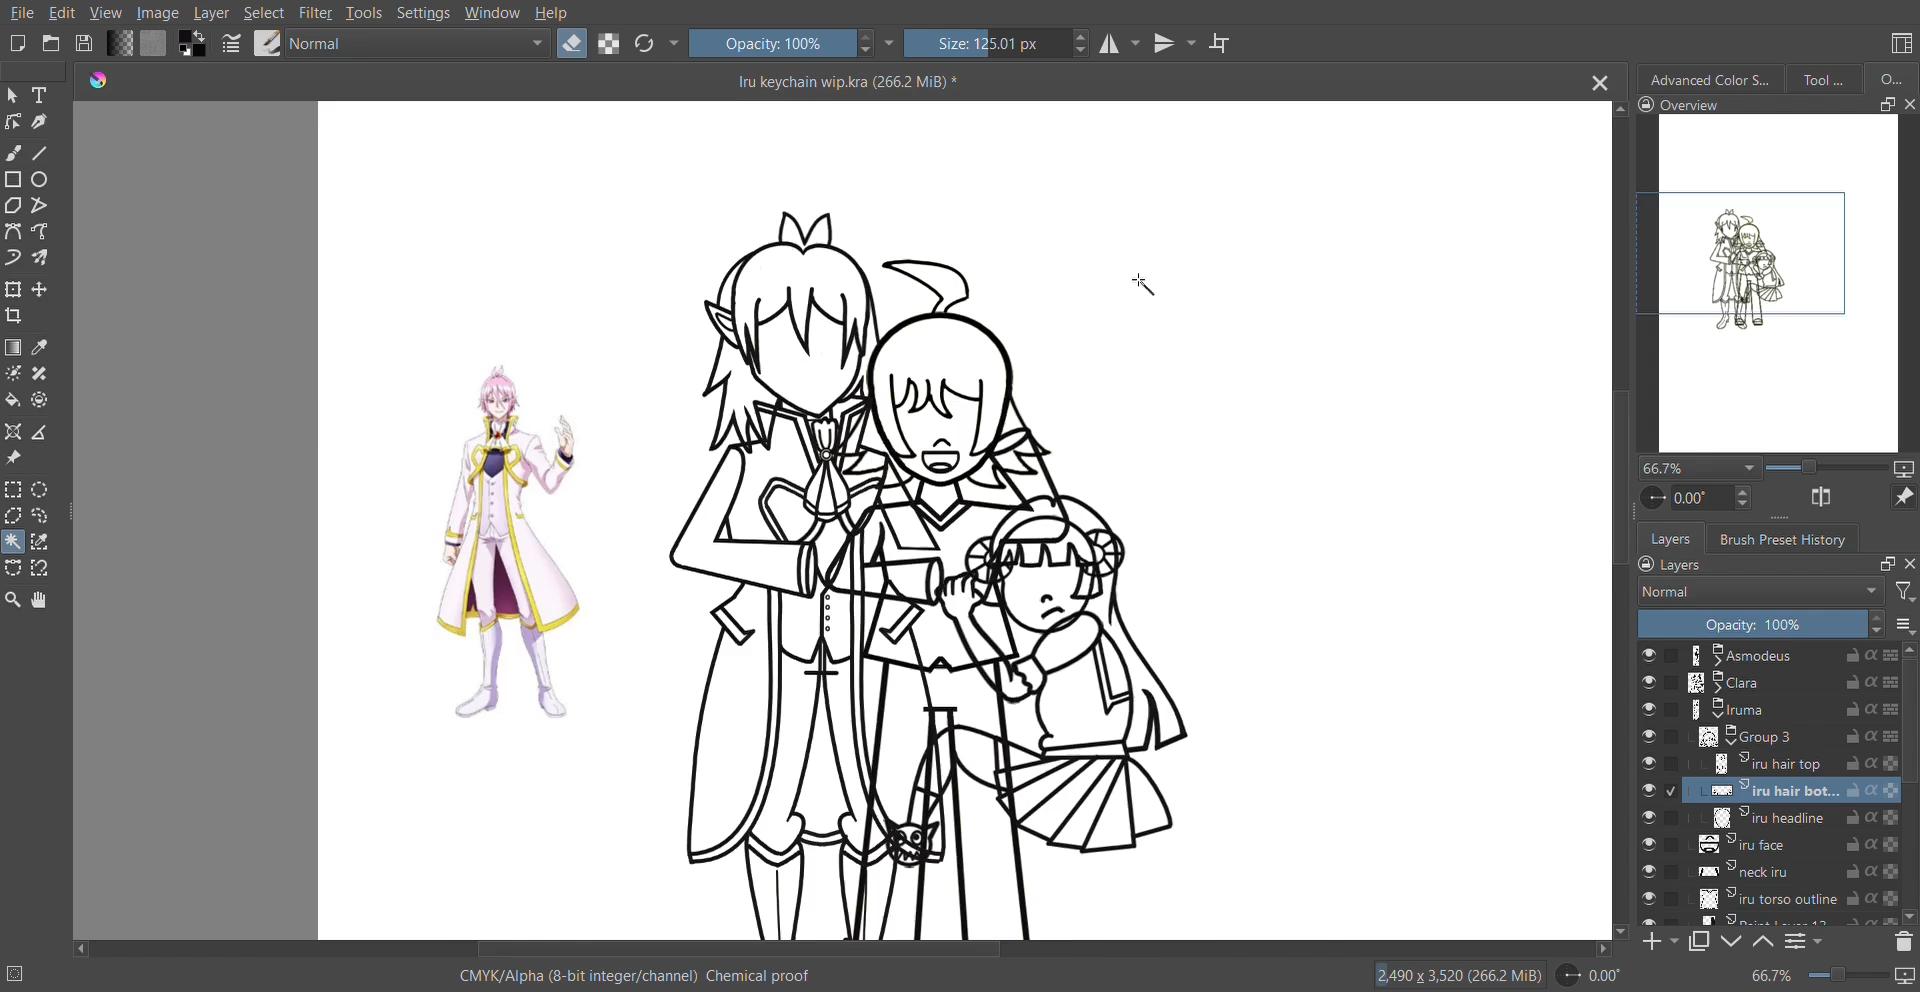 File Edit View Image Layer Select Filter Tools Settings Window Help
Normal Opacity: 100% Size: 125.01 px
Iru keychain wip.kra (266.2 MiB) *
Advanced Color S... Tool ... O...
Overview
66.7%
0.00°
Layers Brush Preset History
Layers
Normal
Opacity: 100%
Asmodeus
Clara
Iruma
Group 3
iru hair top
iru hair bot...
iru headline
iru face
neck iru
iru torso outline
CMYK/Alpha (8-bit integer/channel) Chemical proof 2,490 x 3,520 (266.2 MiB) 0.00° 66.7%